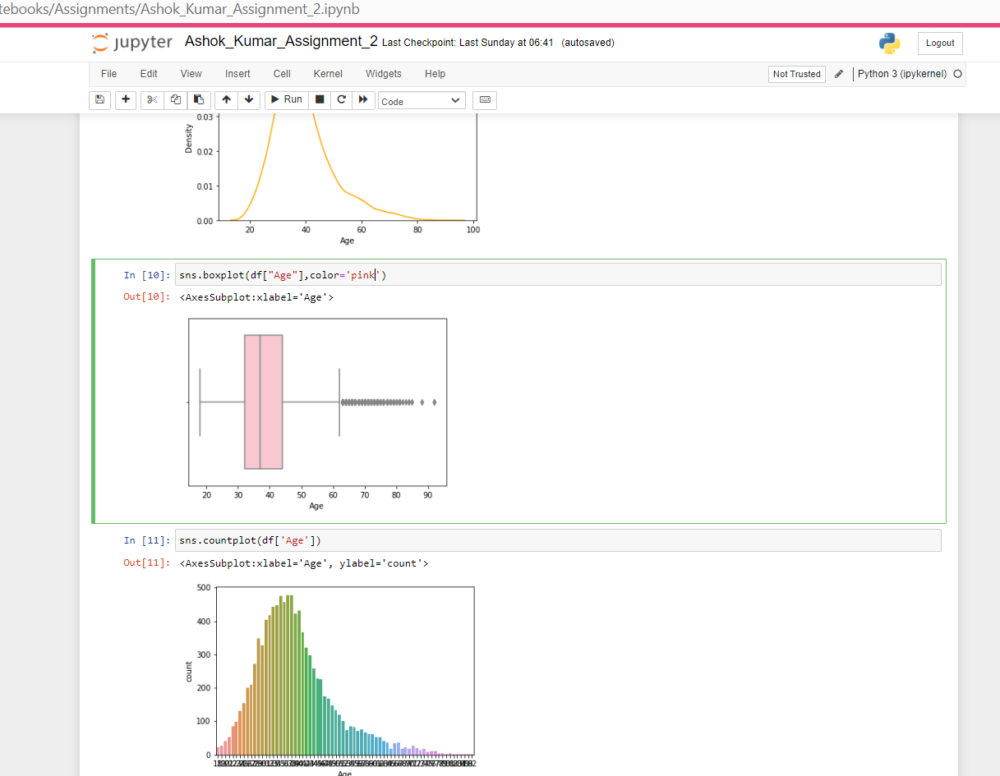 tebooks/Assignments/Ashok_Kumar_Assignment_2.ipynb
jupyter Ashok_Kumar_Assignment_2 Last Checkpoint: Last Sunday at 06:41 (autosaved)
Logout
File Edit View Insert Cell Kernel Widgets Help
Not Trusted Python 3 (ipykernel)
Run Code
0.03
Density
0.02
0.01
0.00
20 40 60 80 100
Age
In [10]: sns.boxplot(df["Age"],color='pink')
Out[10]: <AxesSubplot:xlabel='Age'>
20 30 40 50 60 70 80 90
Age
In [11]: sns.countplot(df['Age'])
Out[11]: <AxesSubplot:xlabel='Age', ylabel='count'>
500
400
300
count
200
100
0
Age